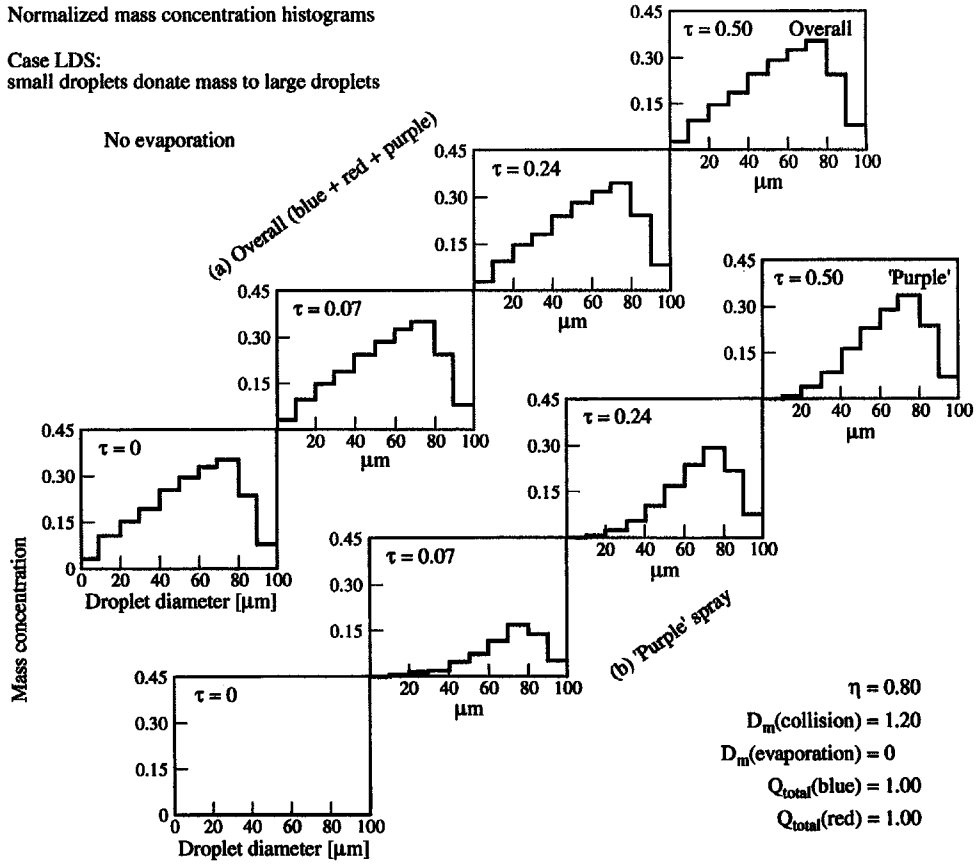 Normalized mass concentration histograms
Case LDS:
small droplets donate mass to large droplets
No evaporation
(a) Overall (blue + red + purple)
0.45
0.30
0.15
τ = 0.50 Overall
20 40 60 80 100
μm
0.45
0.30
0.15
τ = 0.24
20 40 60 80 100
μm
0.45
0.30
0.15
τ = 0.07
20 40 60 80 100
μm
0.45
0.30
0.15
0
τ = 0
0 20 40 60 80 100
Droplet diameter [μm]
Mass concentration
0.45
0.30
0.15
τ = 0.50 'Purple'
20 40 60 80 100
μm
0.45
0.30
0.15
τ = 0.24
20 40 60 80 100
μm
0.45
0.30
0.15
τ = 0.07
20 40 60 80 100
μm
(b) 'Purple' spray
0.45
0.30
0.15
0
τ = 0
0 20 40 60 80 100
Droplet diameter [μm]
η = 0.80
Dm(collision) = 1.20
Dm(evaporation) = 0
Qtotal(blue) = 1.00
Qtotal(red) = 1.00